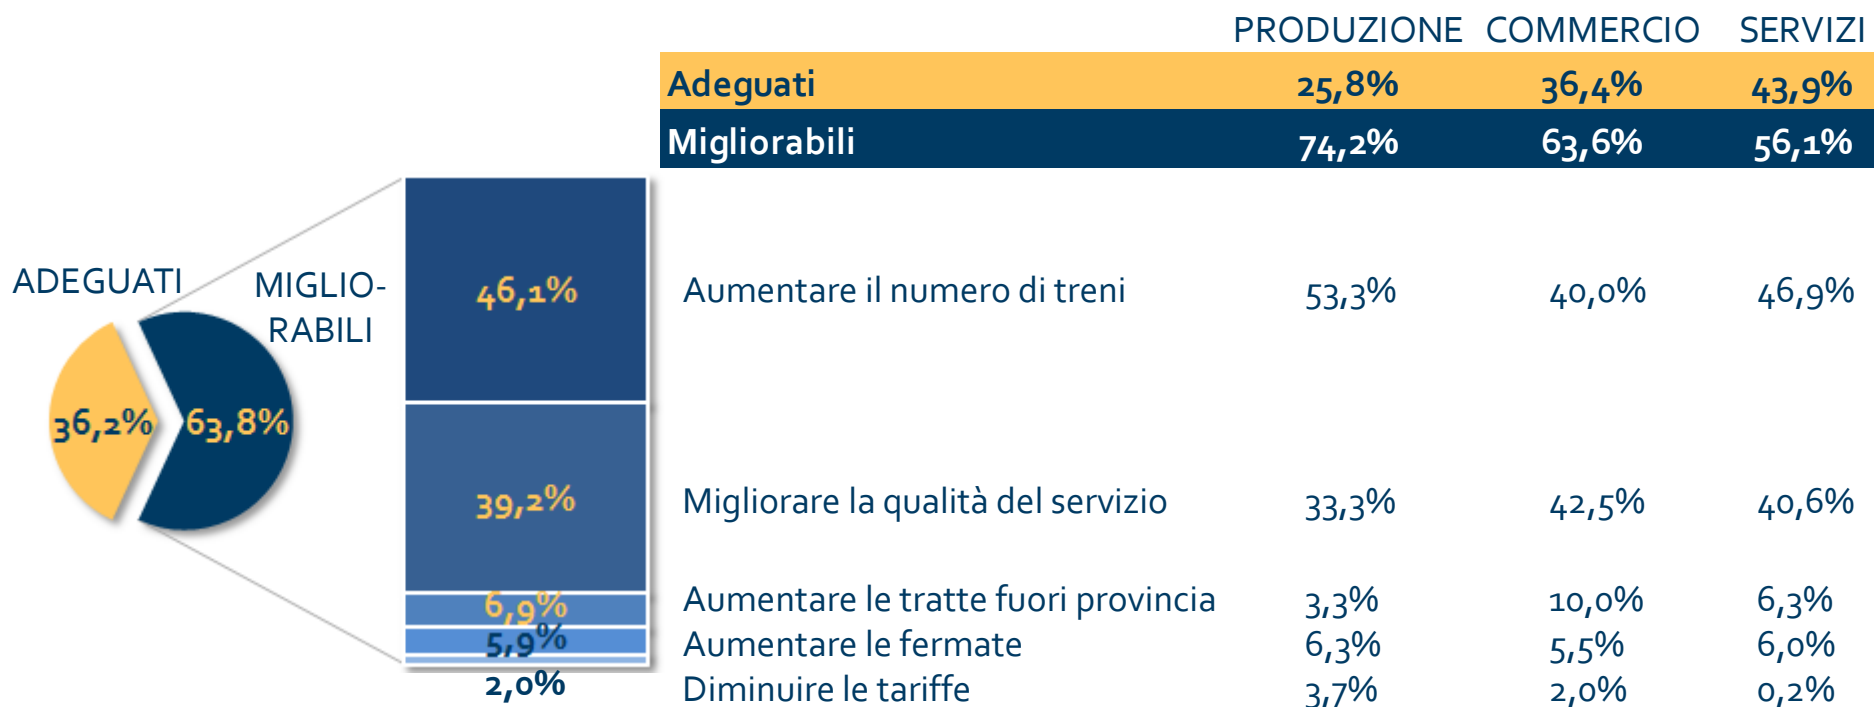 PRODUZIONE COMMERCIO SERVIZI
Adeguati 25,8% 36,4% 43,9%
Migliorabili 74,2% 63,6% 56,1%
ADEGUATI
MIGLIO-
RABILI
36,2% 63,8%
46,1% Aumentare il numero di treni 53,3% 40,0% 46,9%
39,2% Migliorare la qualità del servizio 33,3% 42,5% 40,6%
6,9% Aumentare le tratte fuori provincia 3,3% 10,0% 6,3%
5,9% Aumentare le fermate 6,3% 5,5% 6,0%
2,0% Diminuire le tariffe 3,7% 2,0% 0,2%